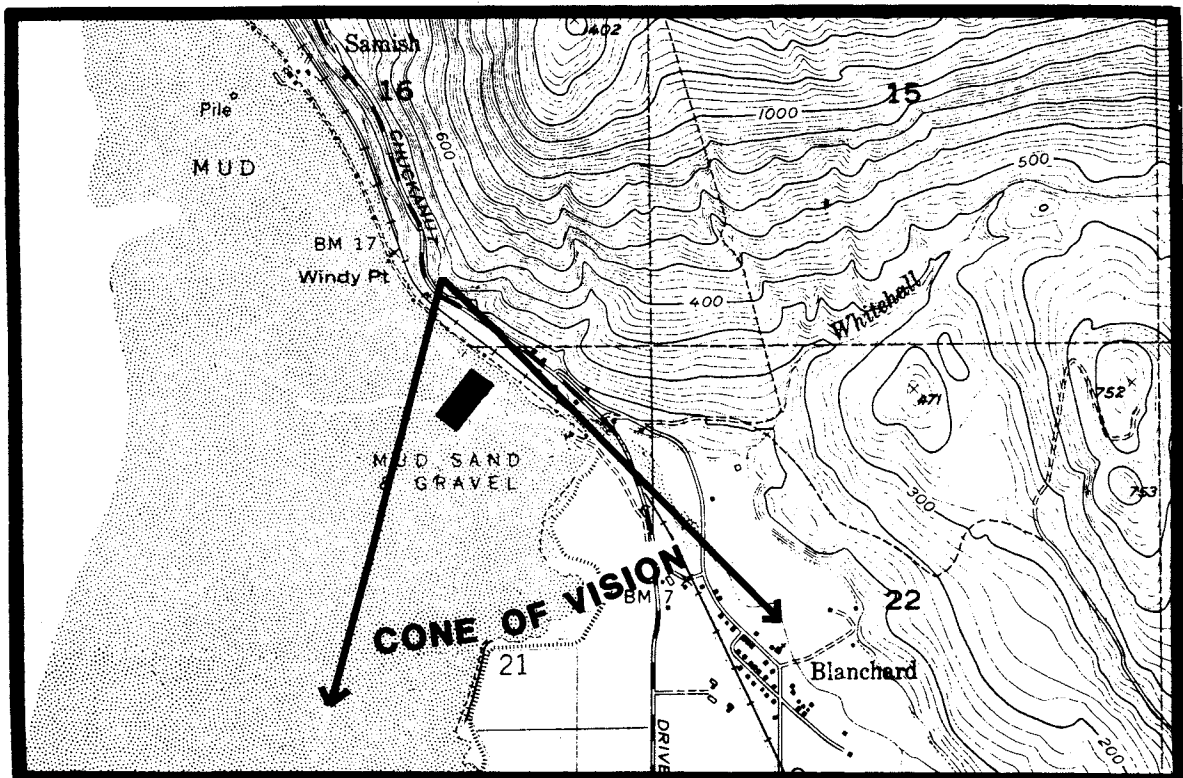 402
Samish
16
15
Pile
1000
CHUCKANUT
600
500
MUD
BM 17
Windy Pt
400
Whitehall
471
752
MUD SAND
& GRAVEL
753
300
CONE OF VISION
BM 7
22
21
Blanchard
DRIVE
200